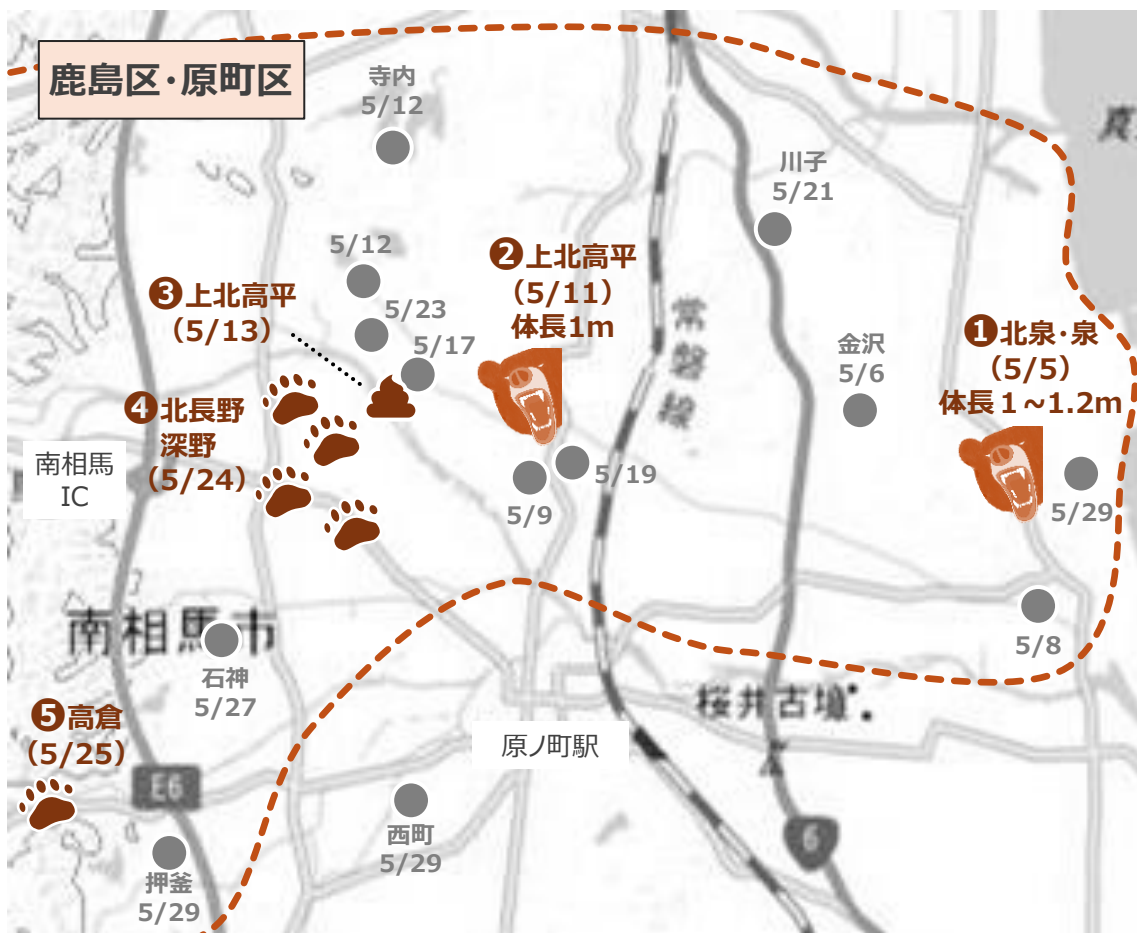 鹿島区・原町区
寺内
5/12
川子
5/21
5/12
❷上北高平
(5/11)
体長1m
❸上北高平
(5/13)
5/23
5/17
常磐線
金沢
5/6
❶北泉・泉
(5/5)
体長１~1.2m
❹北長野
深野
(5/24)
南相馬
IC
5/9
5/19
5/29
5/8
南相馬市
石神
5/27
❺高倉
(5/25)
桜井古墳
原ノ町駅
E6
西町
5/29
6
押釜
5/29